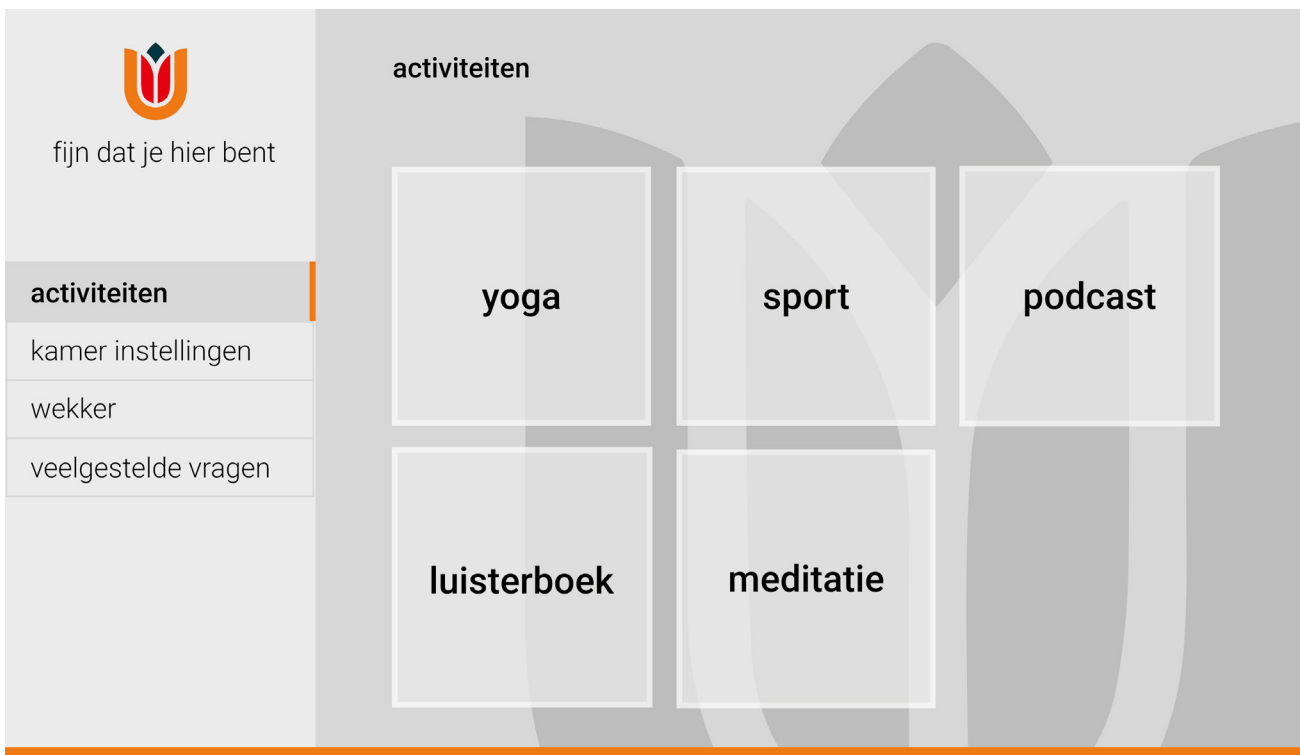 fijn dat je hier bent
activiteiten
kamer instellingen
wekker
veelgestelde vragen
activiteiten
yoga
sport
podcast
luisterboek
meditatie